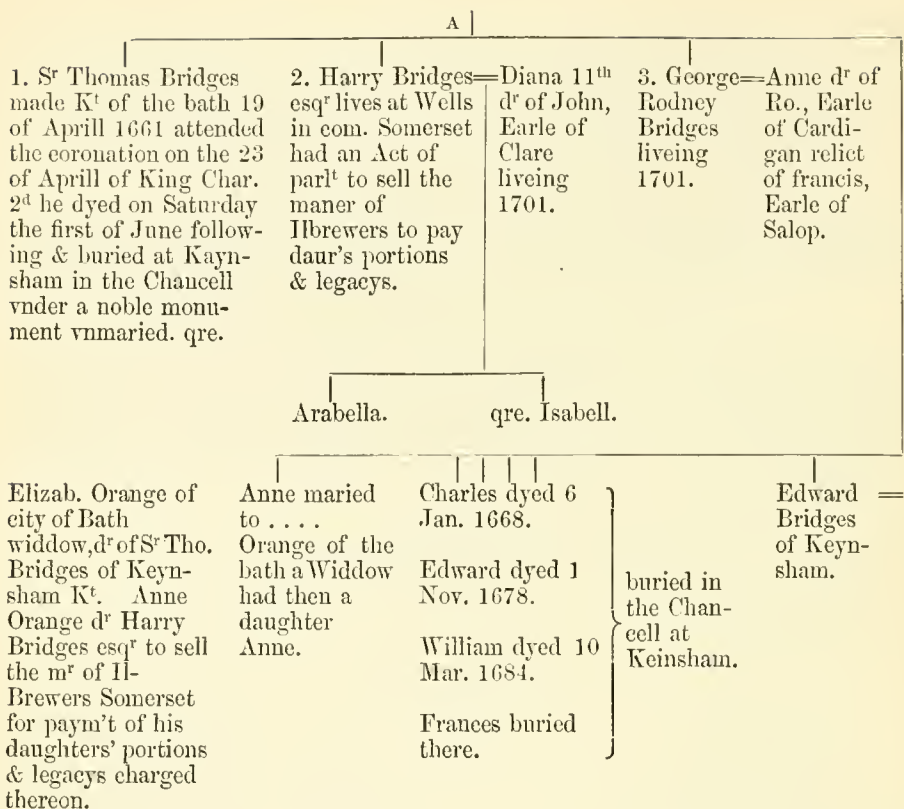 A
1. Sʳ Thomas Bridges
made Kᵗ of the bath 19
of Aprill 1661 attended
the coronation on the 23
of Aprill of King Char.
2ᵈ he dyed on Saturday
the first of June follow-
ing & buried at Kayn-
sham in the Chancell
vnder a noble monu-
ment vnmaried. qre.
2. Harry Bridges=
esqʳ lives at Wells
in com. Somerset
had an Act of
parlᵗ to sell the
maner of
Ilbrewers to pay
daur's portions
& legacys.
Diana 11ᵗʰ
dʳ of John,
Earle of
Clare
liveing
1701.
3. George=
Rodney
Bridges
liveing
1701.
Anne dʳ of
Ro., Earle
of Cardi-
gan relict
of francis,
Earle of
Salop.
Arabella.
qre. Isabell.
Elizab. Orange of
city of Bath
widdow, dʳ of Sʳ Tho.
Bridges of Keyn-
sham Kᵗ. Anne
Orange dʳ Harry
Bridges esqʳ to sell
the mʳ of Il-
Brewers Somerset
for paym't of his
daughters' portions
& legacys charged
thereon.
Anne maried
to . . . .
Orange of the
bath a Widdow
had then a
daughter
Anne.
Charles dyed 6
Jan. 1668.
Edward dyed 1
Nov. 1678.
William dyed 10
Mar. 1684.
Frances buried
there.
buried in
the Chan-
cell at
Keinsham.
Edward =
Bridges
of Keyn-
sham.